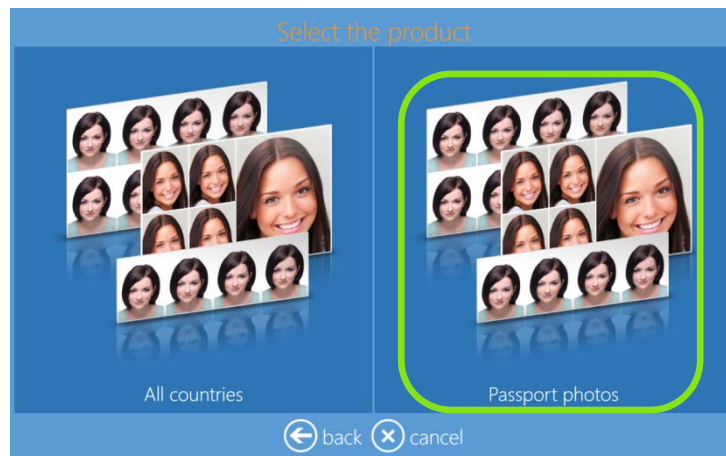 Select the product
All countries
Passport photos
back
cancel